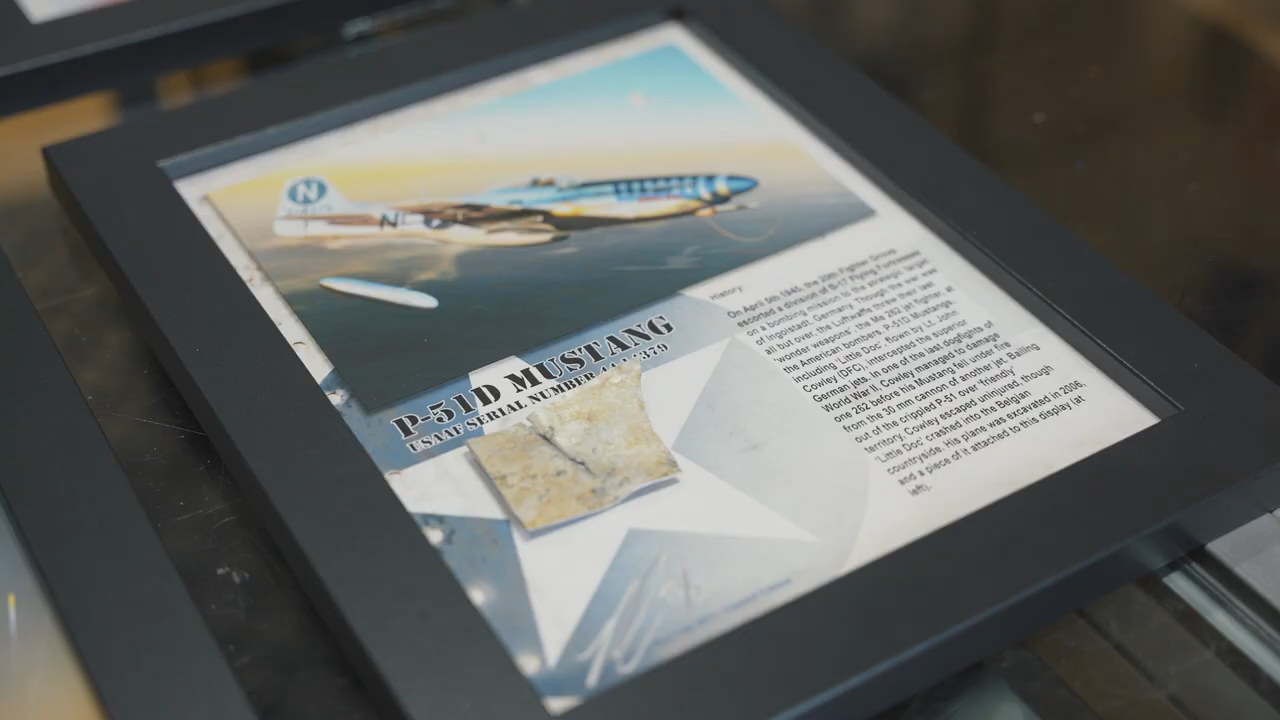 N
N
P-51D MUSTANG
USAAF SERIAL NUMBER
History:
On April 5th 1945, the 20th Fighter Group
escorted a division of B-17 Flying Fortresses
on a bombing mission to the strategic target
of Ingolstadt, Germany. Though the war was
all but over, the Luftwaffe threw their last
'wonder weapons', the Me 262 jet fighter, at
the American bombers. P-51D Mustangs,
including 'Little Doc', flown by Lt. John
Cowley (DFC), intercepted the superior
German jets. In one of the last dogfights of
World War II, Cowley managed to damage
one 262 before his Mustang fell under fire
from the 30 mm cannon of another jet. Bailing
out of the crippled P-51 over 'friendly'
territory, Cowley escaped uninjured, though
'Little Doc' crashed into the Belgian
countryside. His plane was excavated in 2006,
and a piece of it attached to this display (at
left).